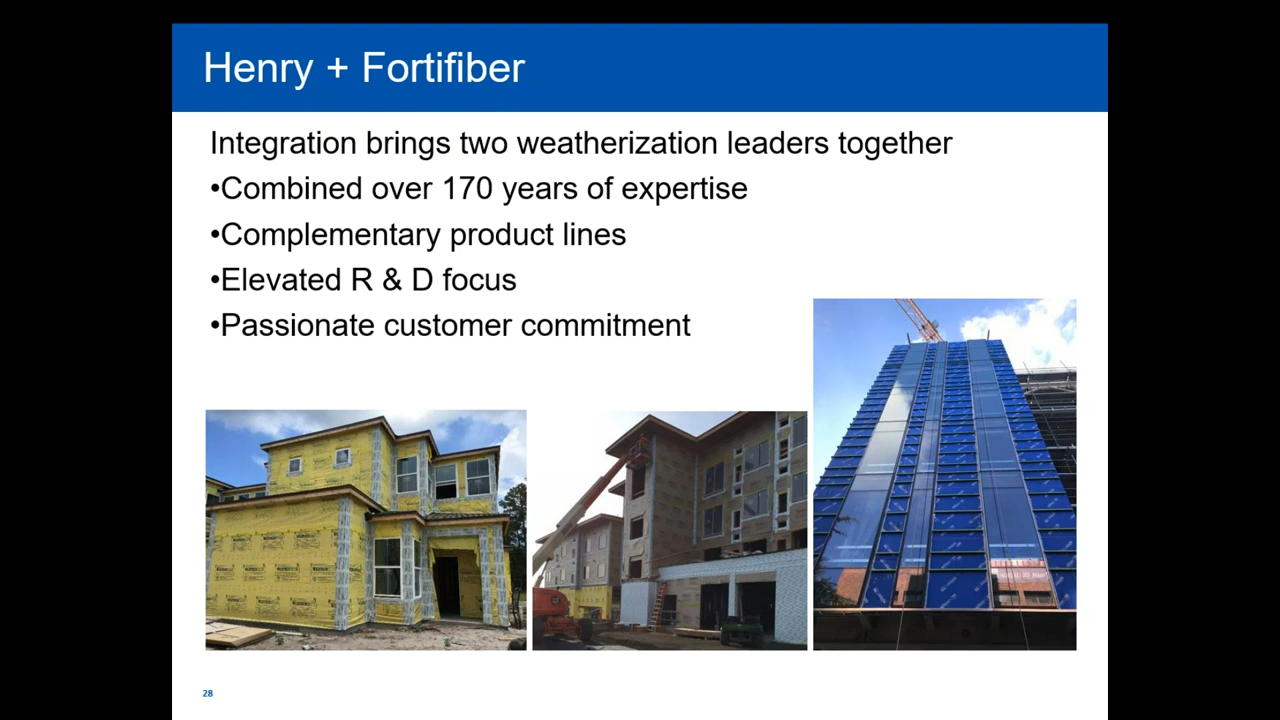 Henry + Fortifiber
Integration brings two weatherization leaders together
•Combined over 170 years of expertise
•Complementary product lines
•Elevated R & D focus
•Passionate customer commitment
28